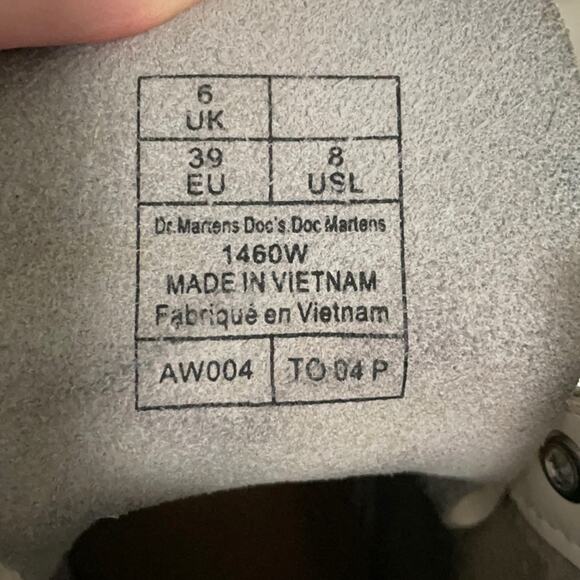 6
UK
39
EU
8
USL
Dr.Martens Doc's.Doc Martens
1460W
MADE IN VIETNAM
Fabriqué en Vietnam
AW004
TO 04 P